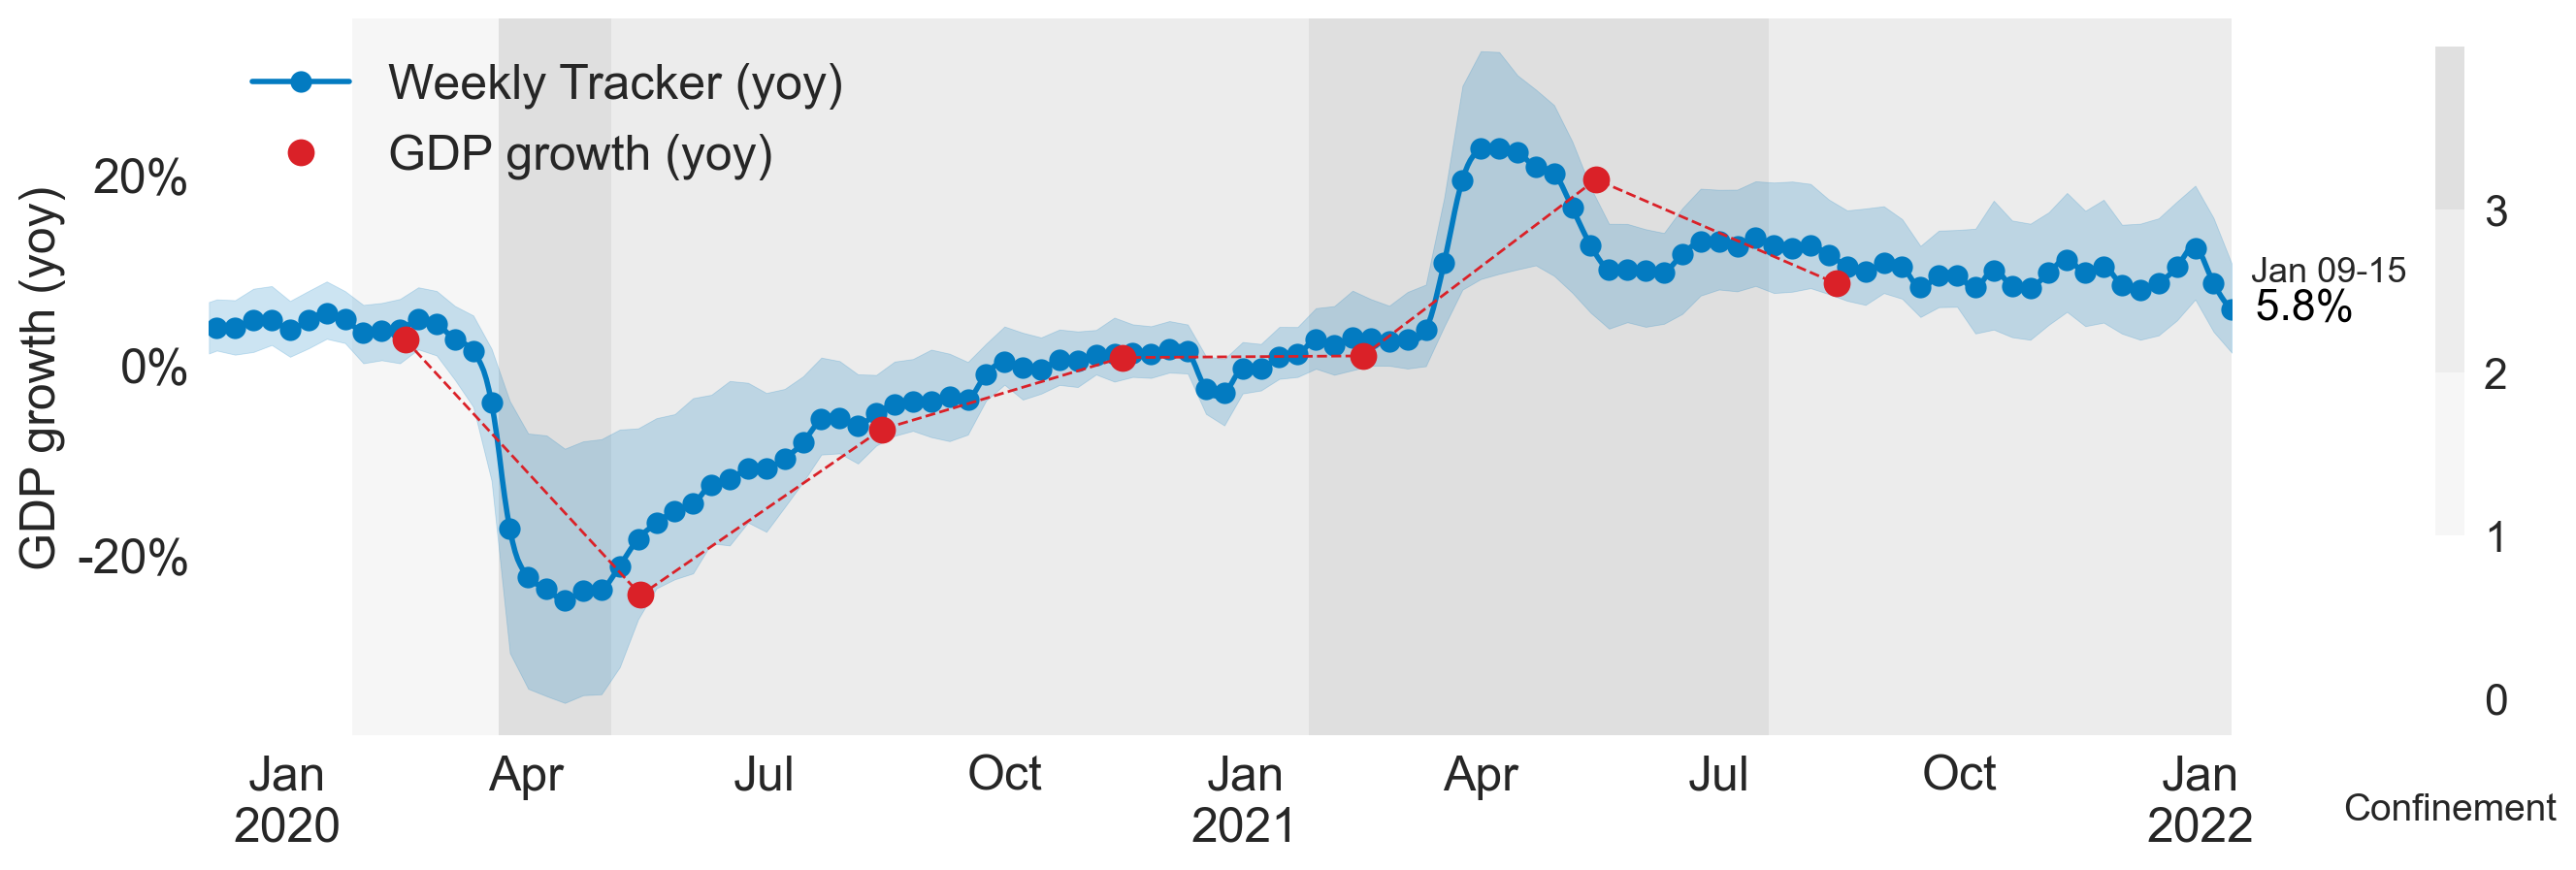 Weekly Tracker (yoy)
GDP growth (yoy)
GDP growth (yoy)
20%
0%
-20%
Jan 09-15
5.8%
3
2
1
0
Confinement
Jan
2020
Apr
Jul
Oct
Jan
2021
Apr
Jul
Oct
Jan
2022